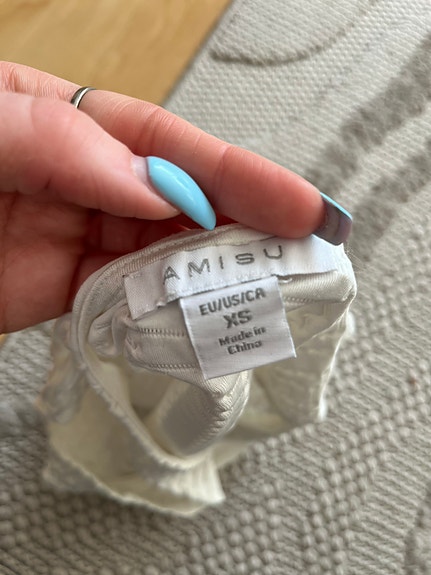 AMISU
EU/US/CA
XS
Made in
China